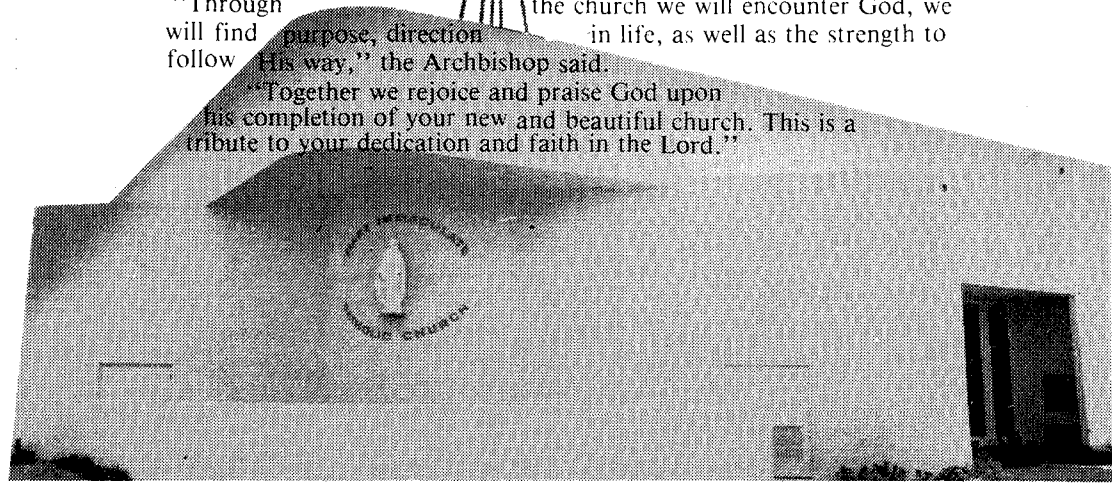 "Through the church we will encounter God, we
will find purpose, direction in life, as well as the strength to
follow His way," the Archbishop said.
"Together we rejoice and praise God upon
his completion of your new and beautiful church. This is a
tribute to your dedication and faith in the Lord."
IMMACULATE
CHURCH